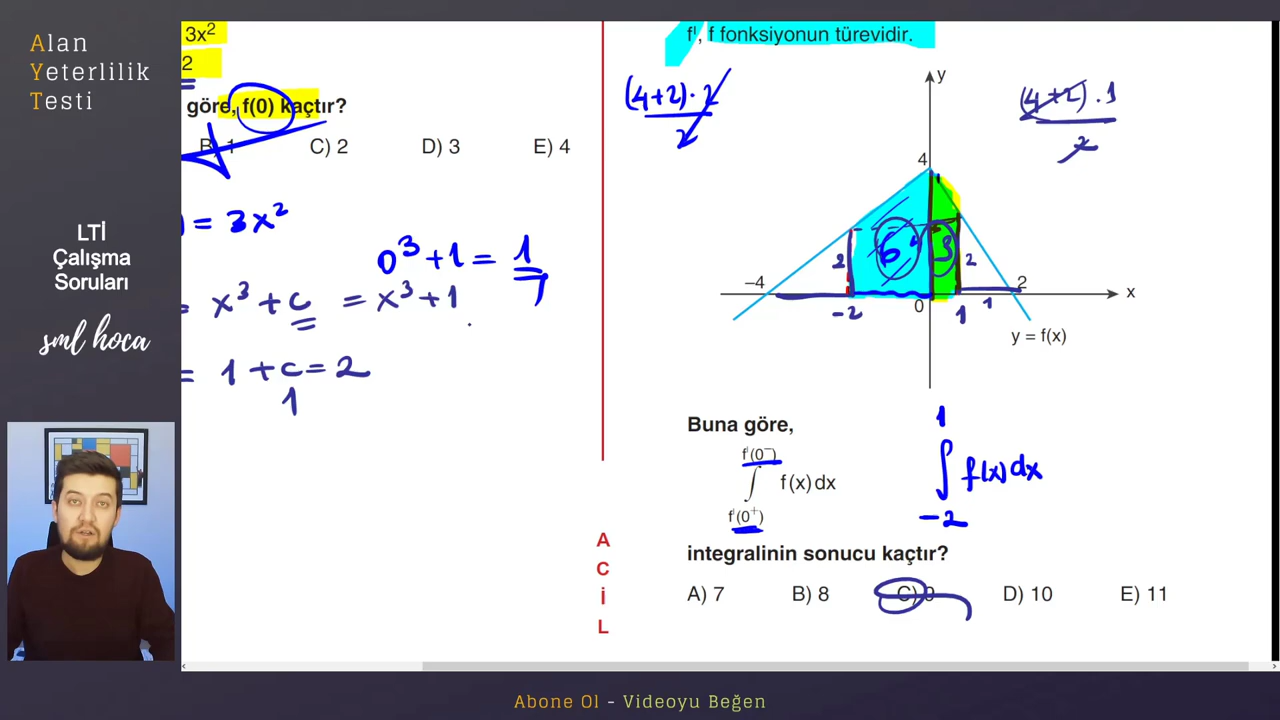 Alan
Yeterlilik
Testi
LTİ
Çalışma
Soruları
sml hoca
3x²
2
göre, f(0) kaçtır?
B) 1
C) 2
D) 3
E) 4
) = 3x²
0³ + 1 = 1
= x³ + c = x³ + 1
= 1 + c = 2
1
A
C
İ
L
f', f fonksiyonun türevidir.
(4+2) · 2
2
(4+2) · 1
2
y
4
6
3
2
2
−4
2
-2
0
1
1
x
y = f(x)
Buna göre,
f'(0⁻)
∫ f(x) dx
f'(0⁺)
1
∫ f(x) dx
-2
integralinin sonucu kaçtır?
A) 7
B) 8
C) 9
D) 10
E) 11
Abone Ol - Videoyu Beğen